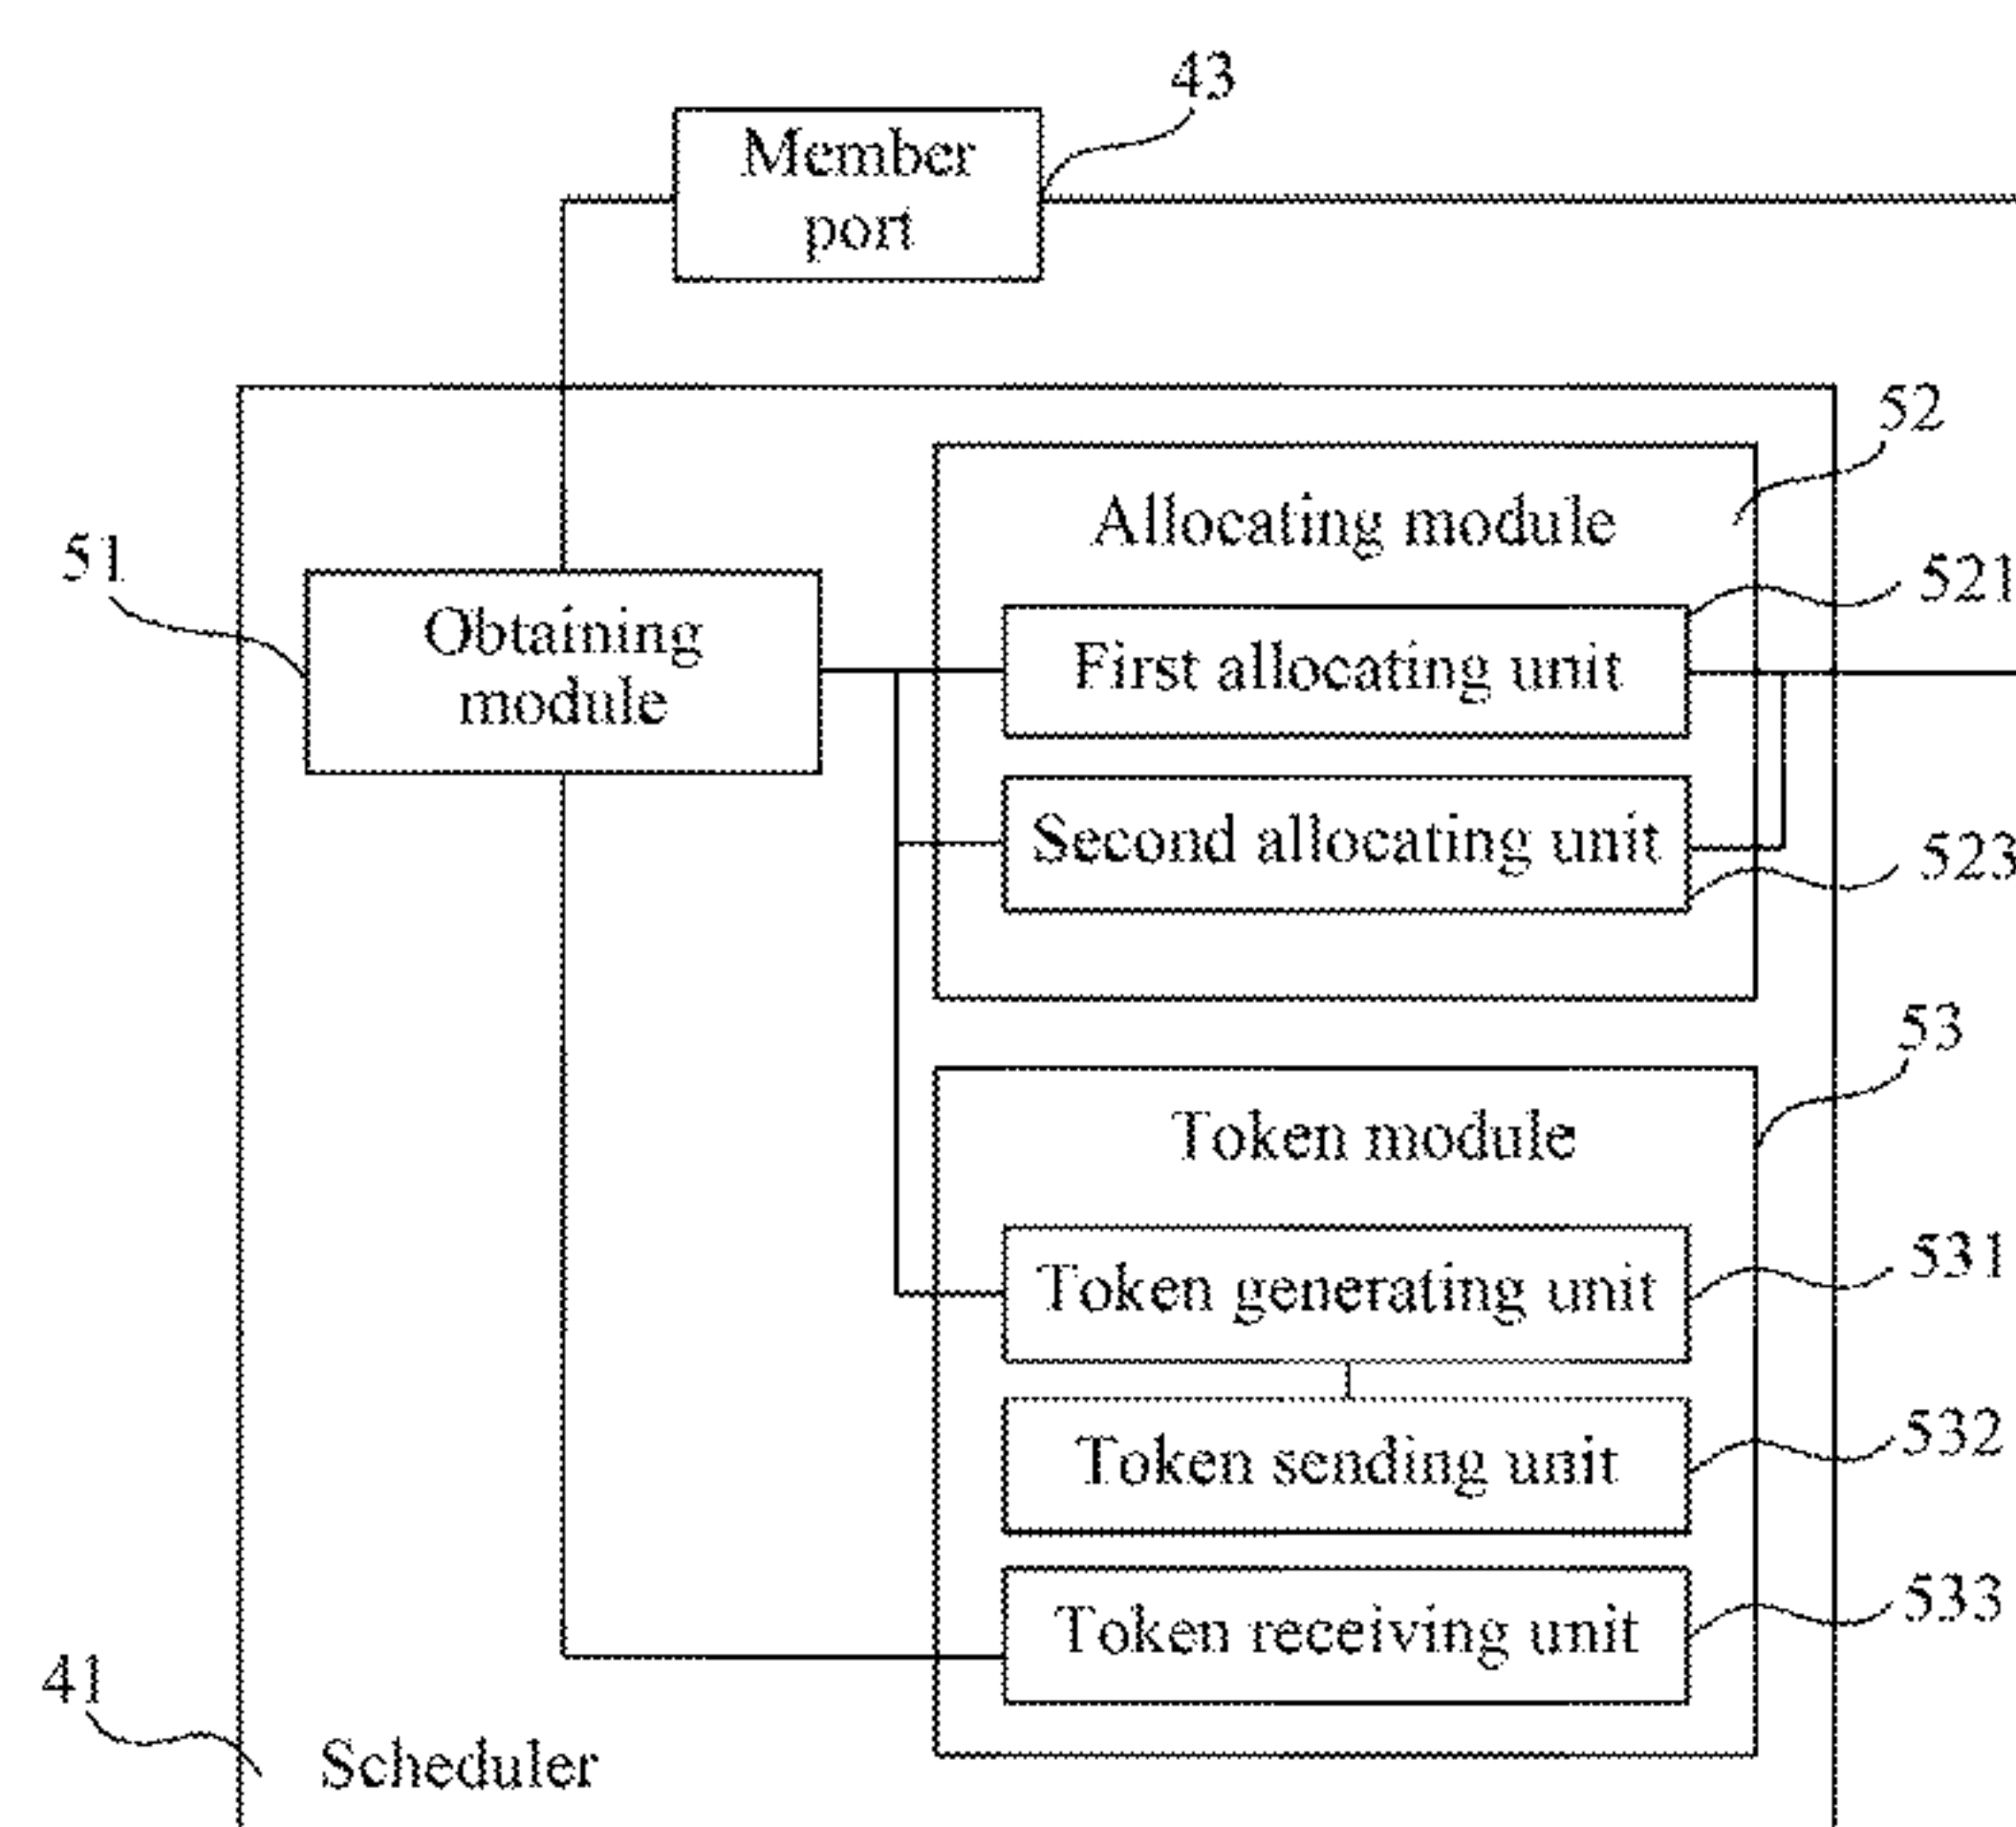 43
Member
port
52
Allocating module
51
521
Obtaining
module
First allocating unit
Second allocating unit
523
53
Token module
531
Token generating unit
532
Token sending unit
533
Token receiving unit
41
Scheduler